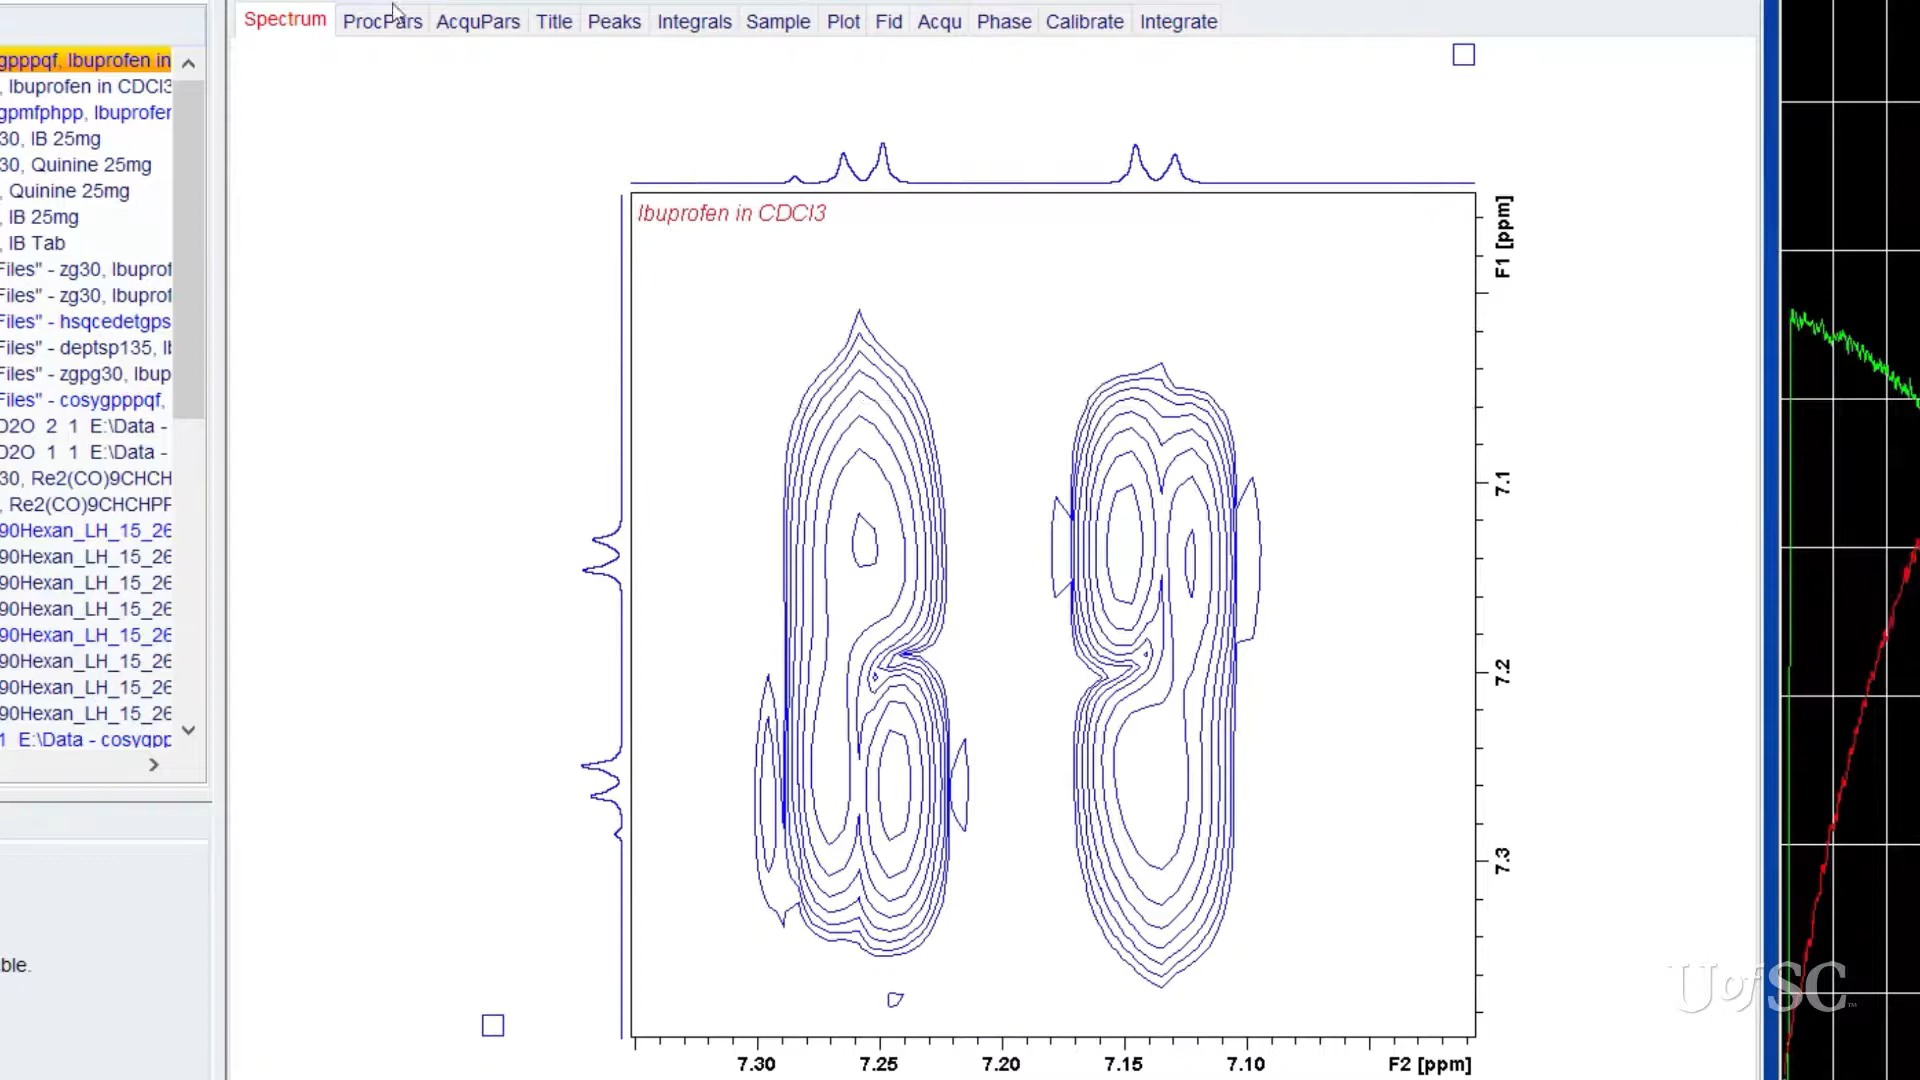 Spectrum ProcPars AcquPars Title Peaks Integrals Sample Plot Fid Acqu Phase Calibrate Integrate
gpppqf, Ibuprofen in
, Ibuprofen in CDCl3
gpmfphpp, Ibuprofen
30, IB 25mg
30, Quinine 25mg
, Quinine 25mg
, IB 25mg
, IB Tab
Files" - zg30, Ibuprof
Files" - zg30, Ibuprof
Files" - hsqcedetgps
Files" - deptsp135, Ib
Files" - zgpg30, Ibup
Files" - cosygpppqf,
D2O 2 1 E:\Data -
D2O 1 1 E:\Data -
30, Re2(CO)9CHCH
, Re2(CO)9CHCHPF
90Hexan_LH_15_26
90Hexan_LH_15_26
90Hexan_LH_15_26
90Hexan_LH_15_26
90Hexan_LH_15_26
90Hexan_LH_15_26
90Hexan_LH_15_26
90Hexan_LH_15_26
1 E:\Data - cosygpp
ble.
Ibuprofen in CDCl3
F1 [ppm]
7.1
7.2
7.3
7.30 7.25 7.20 7.15 7.10 F2 [ppm]
UofSC™